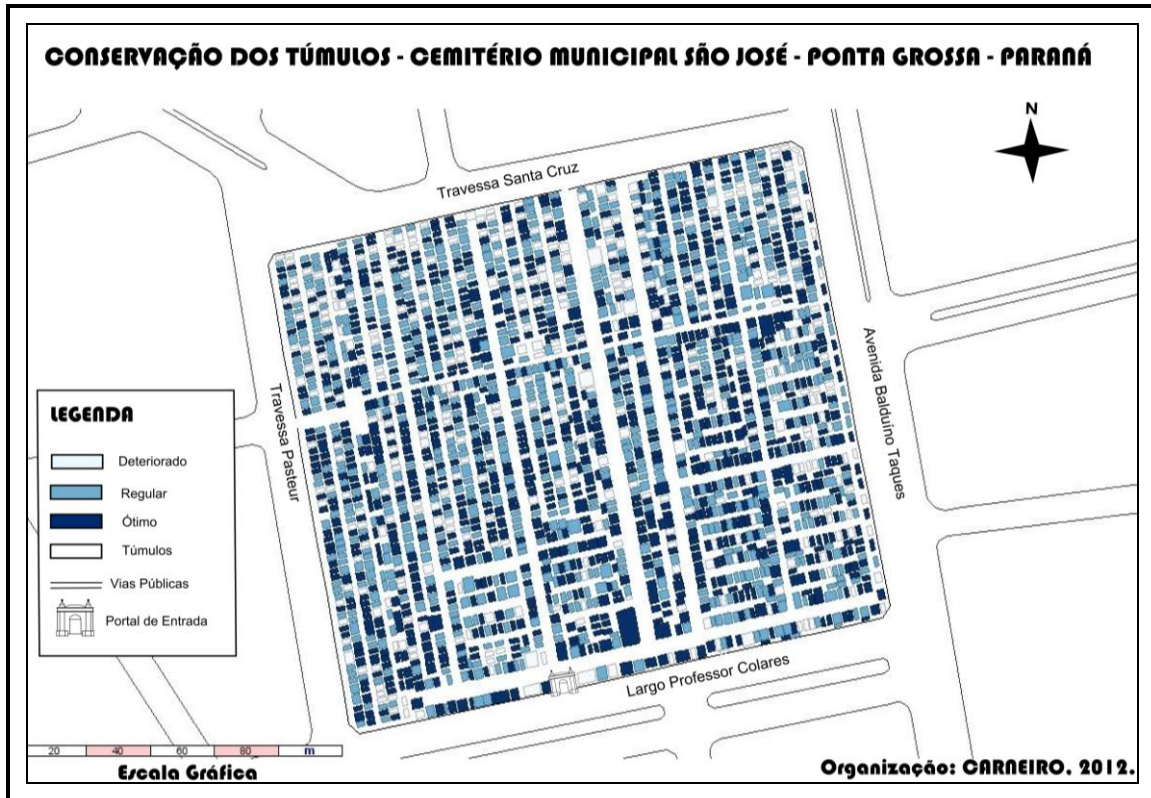 CONSERVAÇÃO DOS TÚMULOS - CEMITÉRIO MUNICIPAL SÃO JOSÉ - PONTA GROSSA - PARANÁ
N
Travessa Santa Cruz
Avenida Balduíno Taques
Travessa Pasteur
LEGENDA
Deteriorado
Regular
Ótimo
Túmulos
Vias Públicas
Portal de Entrada
Largo Professor Colares
20 40 60 80 m
Escala Gráfica
Organização: CARNEIRO. 2012.